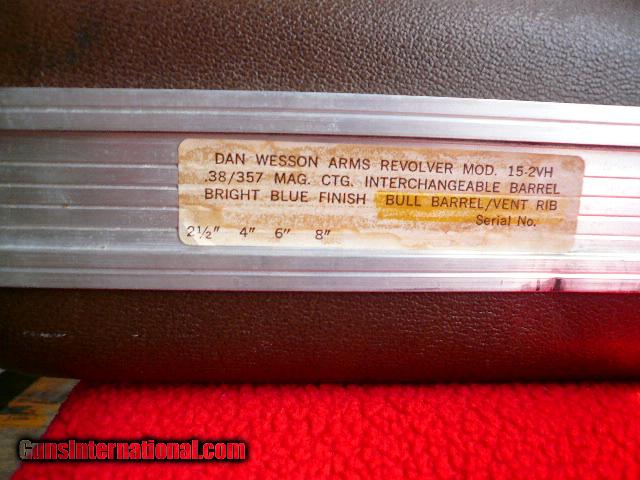 DAN WESSON ARMS REVOLVER MOD. 15-2VH
.38/357 MAG. CTG. INTERCHANGEABLE BARREL
BRIGHT BLUE FINISH BULL BARREL/VENT RIB
Serial No.
2½" 4" 6" 8"
GunsInternational.com